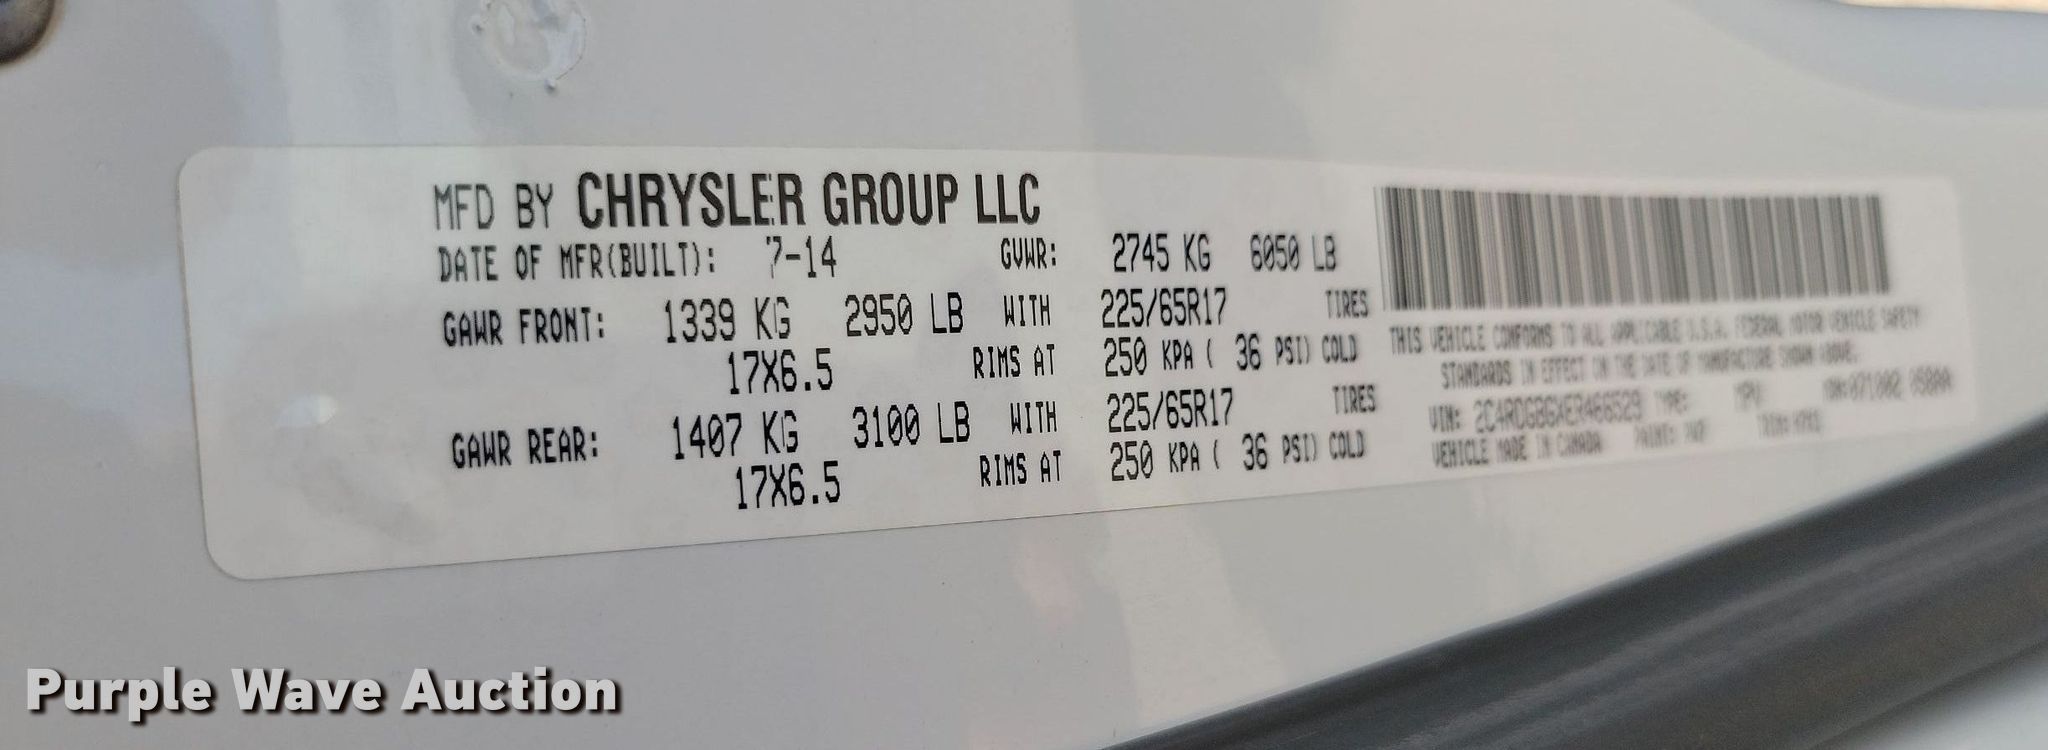 MFD BY CHRYSLER GROUP LLC
DATE OF MFR(BUILT): 7-14 GVWR: 2745 KG 6050 LB
GAWR FRONT: 1339 KG 2950 LB WITH 225/65R17 TIRES
17X6.5 RIMS AT 250 KPA ( 36 PSI) COLD
GAWR REAR: 1407 KG 3100 LB WITH 225/65R17 TIRES
17X6.5 RIMS AT 250 KPA ( 36 PSI) COLD
THIS VEHICLE CONFORMS TO ALL APPLICABLE U.S.A. FEDERAL MOTOR VEHICLE SAFETY
STANDARDS IN EFFECT ON THE DATE OF MANUFACTURE SHOWN ABOVE.
VIN: TYPE:
VEHICLE MADE IN CANADA PAINT:
Purple Wave Auction